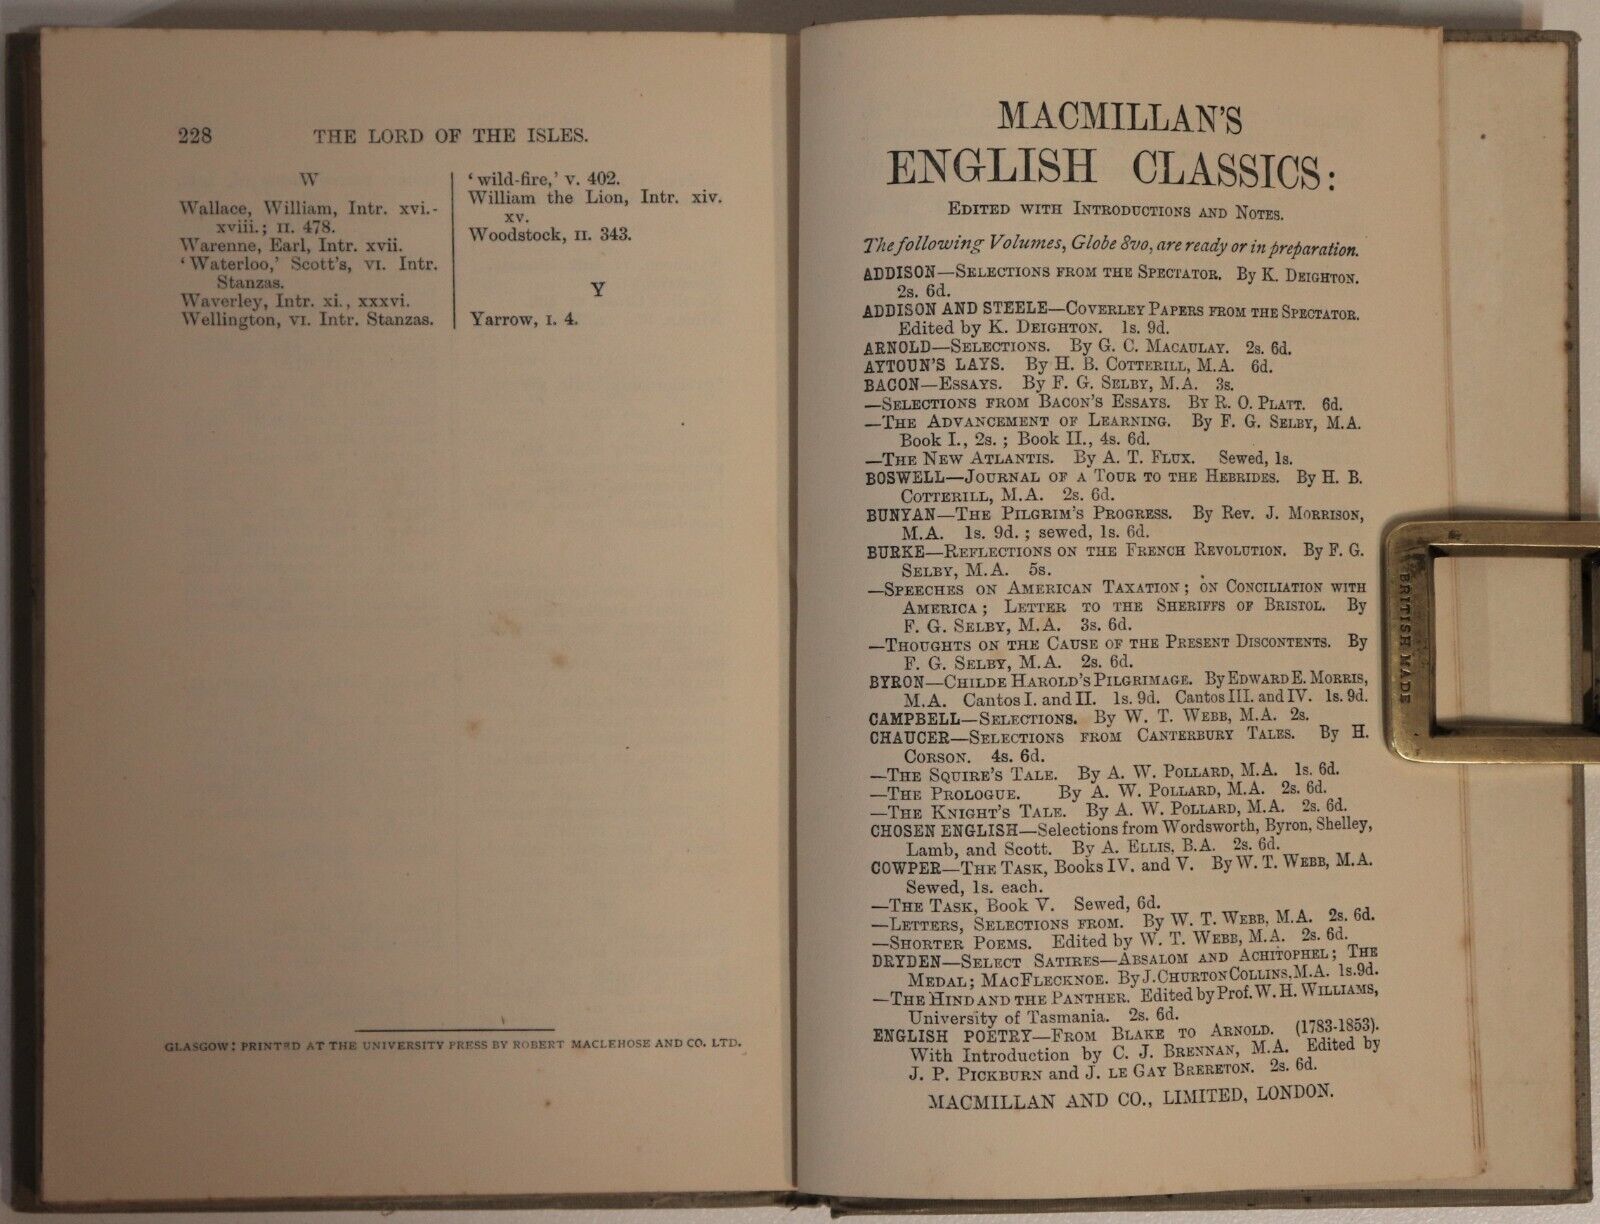 228 THE LORD OF THE ISLES.
W
Wallace, William, Intr. xvi.-
xviii.; II. 478.
Warenne, Earl, Intr. xvii.
'Waterloo,' Scott's, VI. Intr.
Stanzas.
Waverley, Intr. xi., xxxvi.
Wellington, VI. Intr. Stanzas.
'wild-fire,' V. 402.
William the Lion, Intr. xiv.
xv.
Woodstock, II. 343.
Y
Yarrow, I. 4.
GLASGOW: PRINTED AT THE UNIVERSITY PRESS BY ROBERT MACLEHOSE AND CO. LTD.
MACMILLAN'S
ENGLISH CLASSICS:
EDITED WITH INTRODUCTIONS AND NOTES.
The following Volumes, Globe 8vo, are ready or in preparation.
ADDISON—SELECTIONS FROM THE SPECTATOR. By K. DEIGHTON.
2s. 6d.
ADDISON AND STEELE—COVERLEY PAPERS FROM THE SPECTATOR.
Edited by K. DEIGHTON. 1s. 9d.
ARNOLD—SELECTIONS. By G. C. MACAULAY. 2s. 6d.
AYTOUN'S LAYS. By H. B. COTTERILL, M.A. 6d.
BACON—ESSAYS. By F. G. SELBY, M.A. 3s.
—SELECTIONS FROM BACON'S ESSAYS. BY R. O. PLATT. 6d.
—THE ADVANCEMENT OF LEARNING. By F. G. SELBY, M.A.
Book I., 2s.; Book II., 4s. 6d.
—THE NEW ATLANTIS. By A. T. FLUX. Sewed, 1s.
BOSWELL—JOURNAL OF A TOUR TO THE HEBRIDES. By H. B.
COTTERILL, M.A. 2s. 6d.
BUNYAN—THE PILGRIM'S PROGRESS. By Rev. J. MORRISON,
M.A. 1s. 9d.; sewed, 1s. 6d.
BURKE—REFLECTIONS ON THE FRENCH REVOLUTION. By F. G.
SELBY, M.A. 5s.
—SPEECHES ON AMERICAN TAXATION; ON CONCILIATION WITH
AMERICA; LETTER TO THE SHERIFFS OF BRISTOL. By
F. G. SELBY, M.A. 3s. 6d.
—THOUGHTS ON THE CAUSE OF THE PRESENT DISCONTENTS. By
F. G. SELBY, M.A. 2s. 6d.
BYRON—CHILDE HAROLD'S PILGRIMAGE. By EDWARD E. MORRIS,
M.A. Cantos I. and II. 1s. 9d. Cantos III. and IV. 1s. 9d.
CAMPBELL—SELECTIONS. By W. T. WEBB, M.A. 2s.
CHAUCER—SELECTIONS FROM CANTERBURY TALES. By H.
CORSON. 4s. 6d.
—THE SQUIRE'S TALE. By A. W. POLLARD, M.A. 1s. 6d.
—THE PROLOGUE. By A. W. POLLARD, M.A. 2s. 6d.
—THE KNIGHT'S TALE. By A. W. POLLARD, M.A. 2s. 6d.
CHOSEN ENGLISH—Selections from Wordsworth, Byron, Shelley,
Lamb, and Scott. By A. ELLIS, B.A. 2s. 6d.
COWPER—THE TASK, Books IV. and V. By W. T. WEBB, M.A.
Sewed, 1s. each.
—THE TASK, Book V. Sewed, 6d.
—LETTERS, SELECTIONS FROM. By W. T. WEBB, M.A. 2s. 6d.
—SHORTER POEMS. Edited by W. T. WEBB, M.A. 2s. 6d.
DRYDEN—SELECT SATIRES—ABSALOM AND ACHITOPHEL; THE
MEDAL; MACFLECKNOE. By J. CHURTON COLLINS, M.A. 1s. 9d.
—THE HIND AND THE PANTHER. Edited by Prof. W. H. WILLIAMS,
University of Tasmania. 2s. 6d.
ENGLISH POETRY—FROM BLAKE TO ARNOLD. (1783-1853).
With Introduction by C. J. BRENNAN, M.A. Edited by
J. P. PICKBURN and J. LE GAY BRERETON. 2s. 6d.
MACMILLAN AND CO., LIMITED, LONDON.
BRITISH MADE